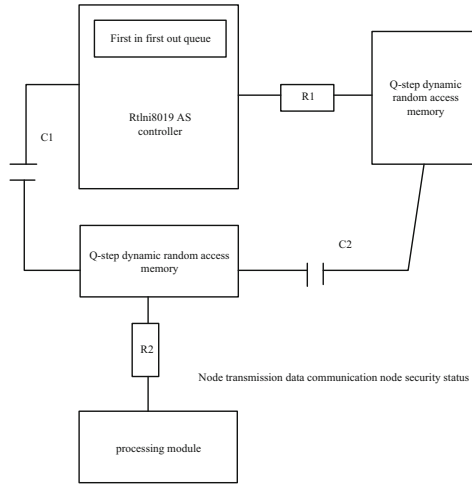 First in first out queue
Rtlni8019 AS
controller
R1
Q-step dynamic
random access
memory
C1
Q-step dynamic random access
memory
C2
R2
Node transmission data communication node security status
processing module